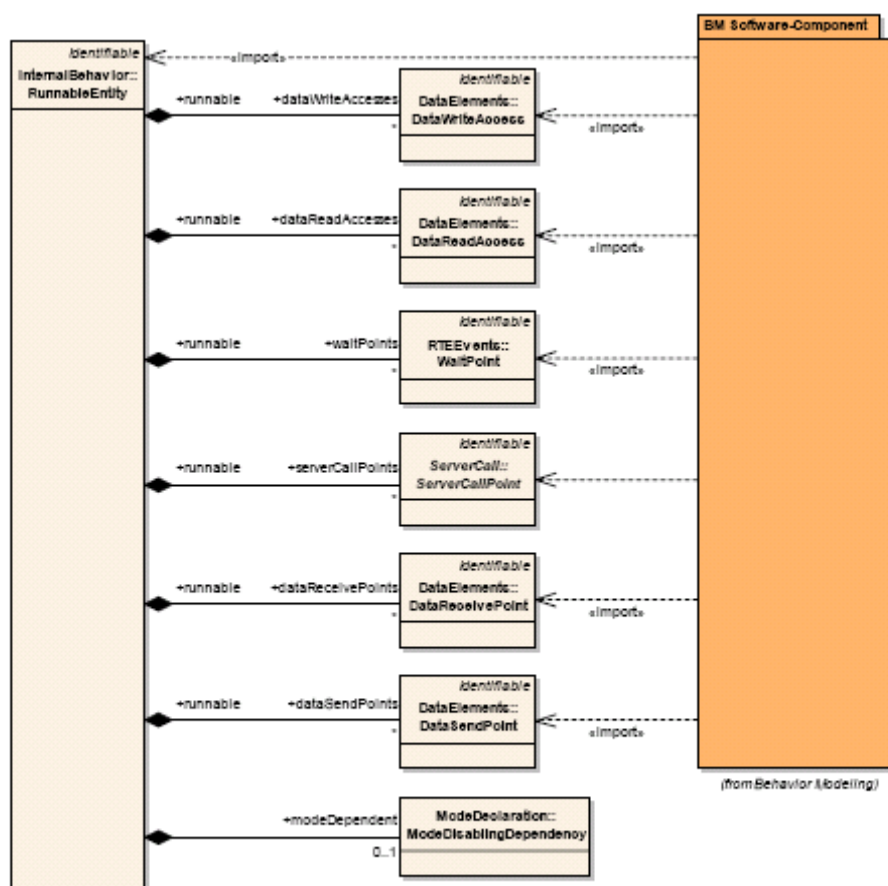 BM Software-Component
Identifiable
InternalBehavior::
RunnableEntity
«import»
+runnable
+dataWriteAccesses
*
Identifiable
DataElements::
DataWriteAccess
«import»
+runnable
+dataReadAccesses
*
Identifiable
DataElements::
DataReadAccess
«import»
+runnable
+waitPoints
*
Identifiable
RTEEvents::
WaitPoint
«import»
+runnable
+serverCallPoints
*
Identifiable
ServerCall::
ServerCallPoint
+runnable
+dataReceivePoints
*
Identifiable
DataElements::
DataReceivePoint
«import»
+runnable
+dataSendPoints
*
Identifiable
DataElements::
DataSendPoint
«import»
(from Behavior Modeling)
+modeDependent
0..1
ModeDeclaration::
ModeDisablingDependency